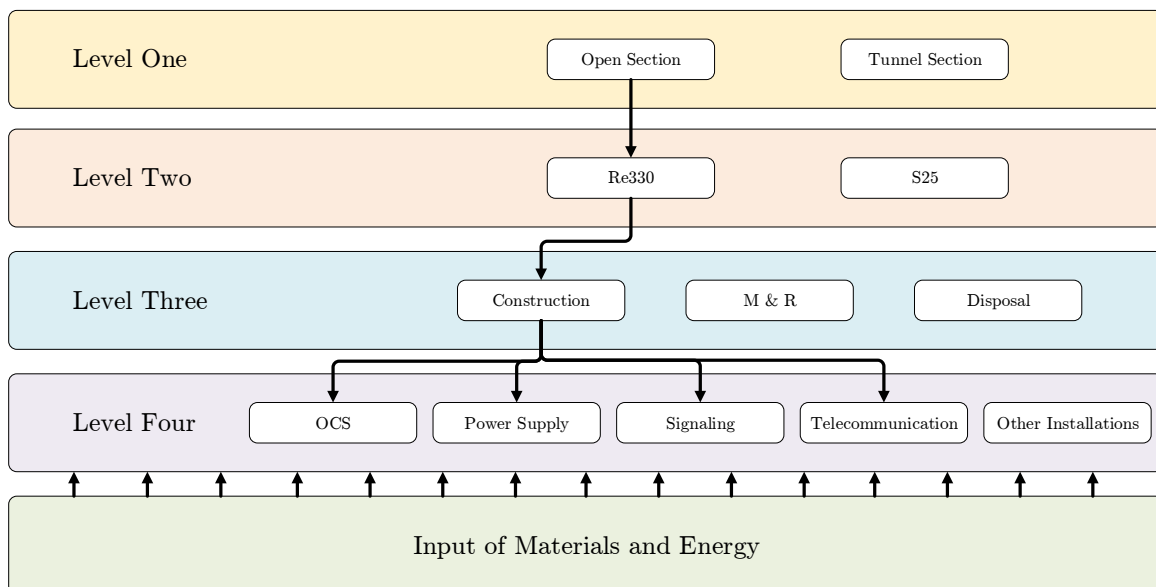 Level One
Open Section
Tunnel Section
Level Two
Re330
S25
Level Three
Construction
M & R
Disposal
Level Four
OCS
Power Supply
Signaling
Telecommunication
Other Installations
Input of Materials and Energy